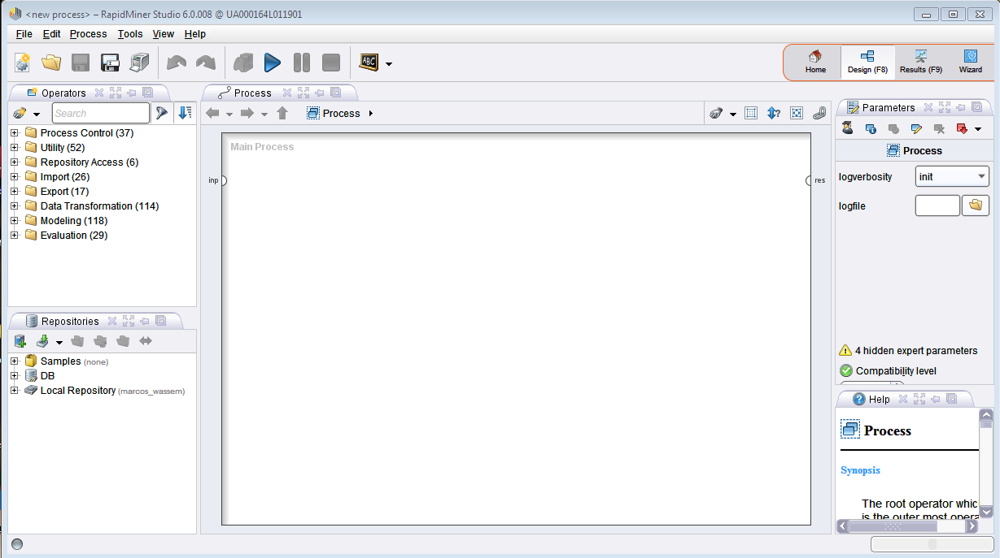 <new process> – RapidMiner Studio 6.0.008 @ UA000164L011901
File Edit Process Tools View Help
ABC
Home Design (F8) Results (F9) Wizard
Operators
Search
Process Control (37)
Utility (52)
Repository Access (6)
Import (26)
Export (17)
Data Transformation (114)
Modeling (118)
Evaluation (29)
Repositories
Samples (none)
DB
Local Repository (marcos_wassem)
Process
Process
Main Process
inp
res
Parameters
Process
logverbosity init
logfile
4 hidden expert parameters
Compatibility level
Help
Process
Synopsis
The root operator whic
is the outer most opera